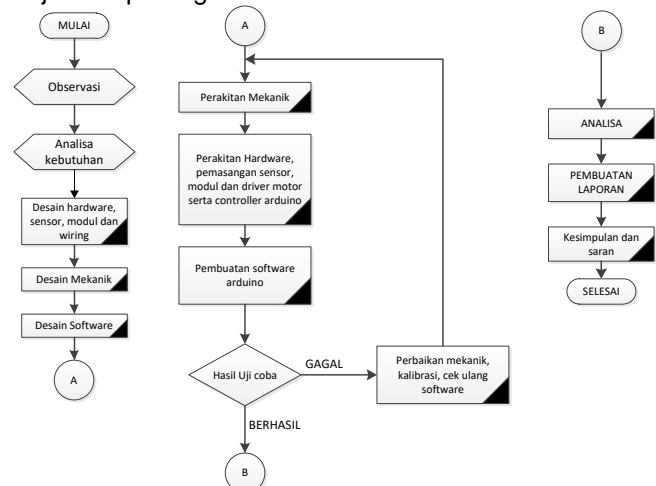 MULAI
Observasi
Analisa
kebutuhan
Desain hardware,
sensor, modul dan
wiring
Desain Mekanik
Desain Software
A
A
Perakitan Mekanik
Perakitan Hardware,
pemasangan sensor,
modul dan driver motor
serta controller arduino
Pembuatan software
arduino
Hasil Uji coba
GAGAL
Perbaikan mekanik,
kalibrasi, cek ulang
software
BERHASIL
B
B
ANALISA
PEMBUATAN
LAPORAN
Kesimpulan dan
saran
SELESAI